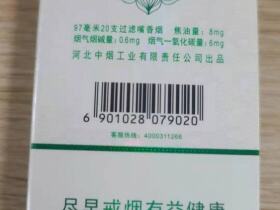 97毫米20支过滤嘴香烟 焦油量:8mg
烟气烟碱量:0.6mg 烟气一氧化碳量:6mg
河北中烟工业有限责任公司出品
6901028079020
客服热线:4000311266
尽早戒烟有益健康